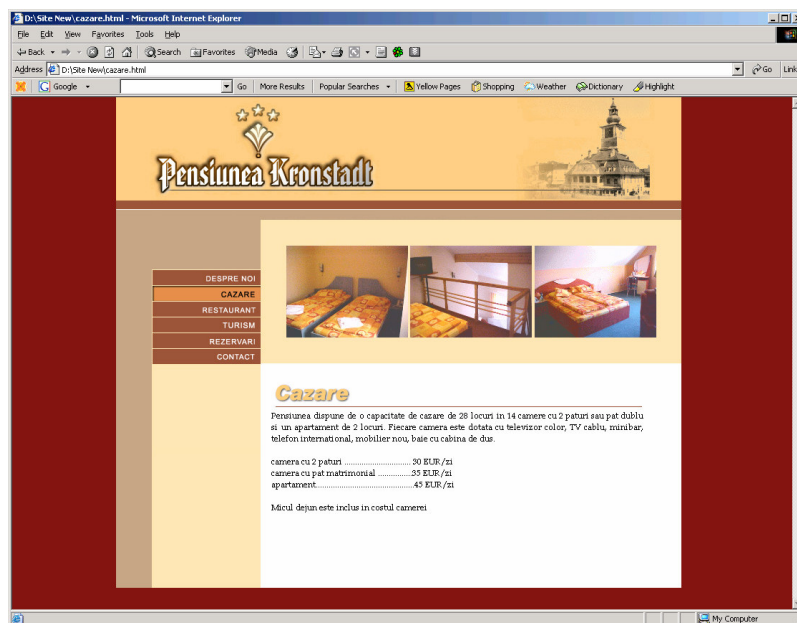 D:\Site New\cazare.html - Microsoft Internet Explorer
File Edit View Favorites Tools Help
Back Search Favorites Media
Address D:\Site New\cazare.html Go Link
Google Go More Results Popular Searches Yellow Pages Shopping Weather Dictionary Highlight
Pensiunea Kronstadt
DESPRE NOI
CAZARE
RESTAURANT
TURISM
REZERVARI
CONTACT
Cazare
Pensiunea dispune de o capacitate de cazare de 28 locuri in 14 camere cu 2 paturi sau pat dublu
si un apartament de 2 locuri. Fiecare camera este dotata cu televizor color, TV cablu, minibar,
telefon international, mobilier nou, baie cu cabina de dus.
camera cu 2 paturi .................................. 30 EUR/zi
camera cu pat matrimonial .................35 EUR/zi
apartament..................................................45 EUR/zi
Micul dejun este inclus in costul camerei
My Computer